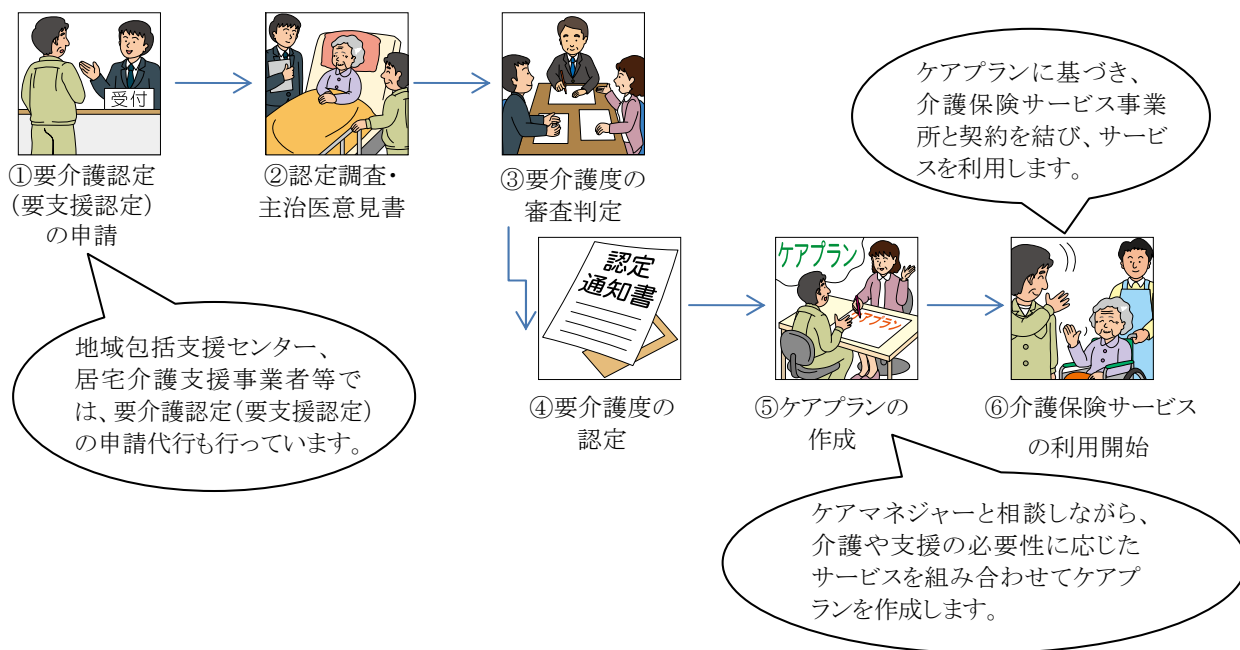 受付
①要介護認定
(要支援認定)
の申請
②認定調査・
主治医意見書
③要介護度の
審査判定
ケアプランに基づき、
介護保険サービス事業
所と契約を結び、サービ
スを利用します。
地域包括支援センター、
居宅介護支援事業者等で
は、要介護認定(要支援認定)
の申請代行も行っています。
認定
通知書
④要介護度の
認定
ケアプラン
アプラン
⑤ケアプランの
作成
⑥介護保険サービス
の利用開始
ケアマネジャーと相談しながら、
介護や支援の必要性に応じた
サービスを組み合わせてケアプ
ランを作成します。